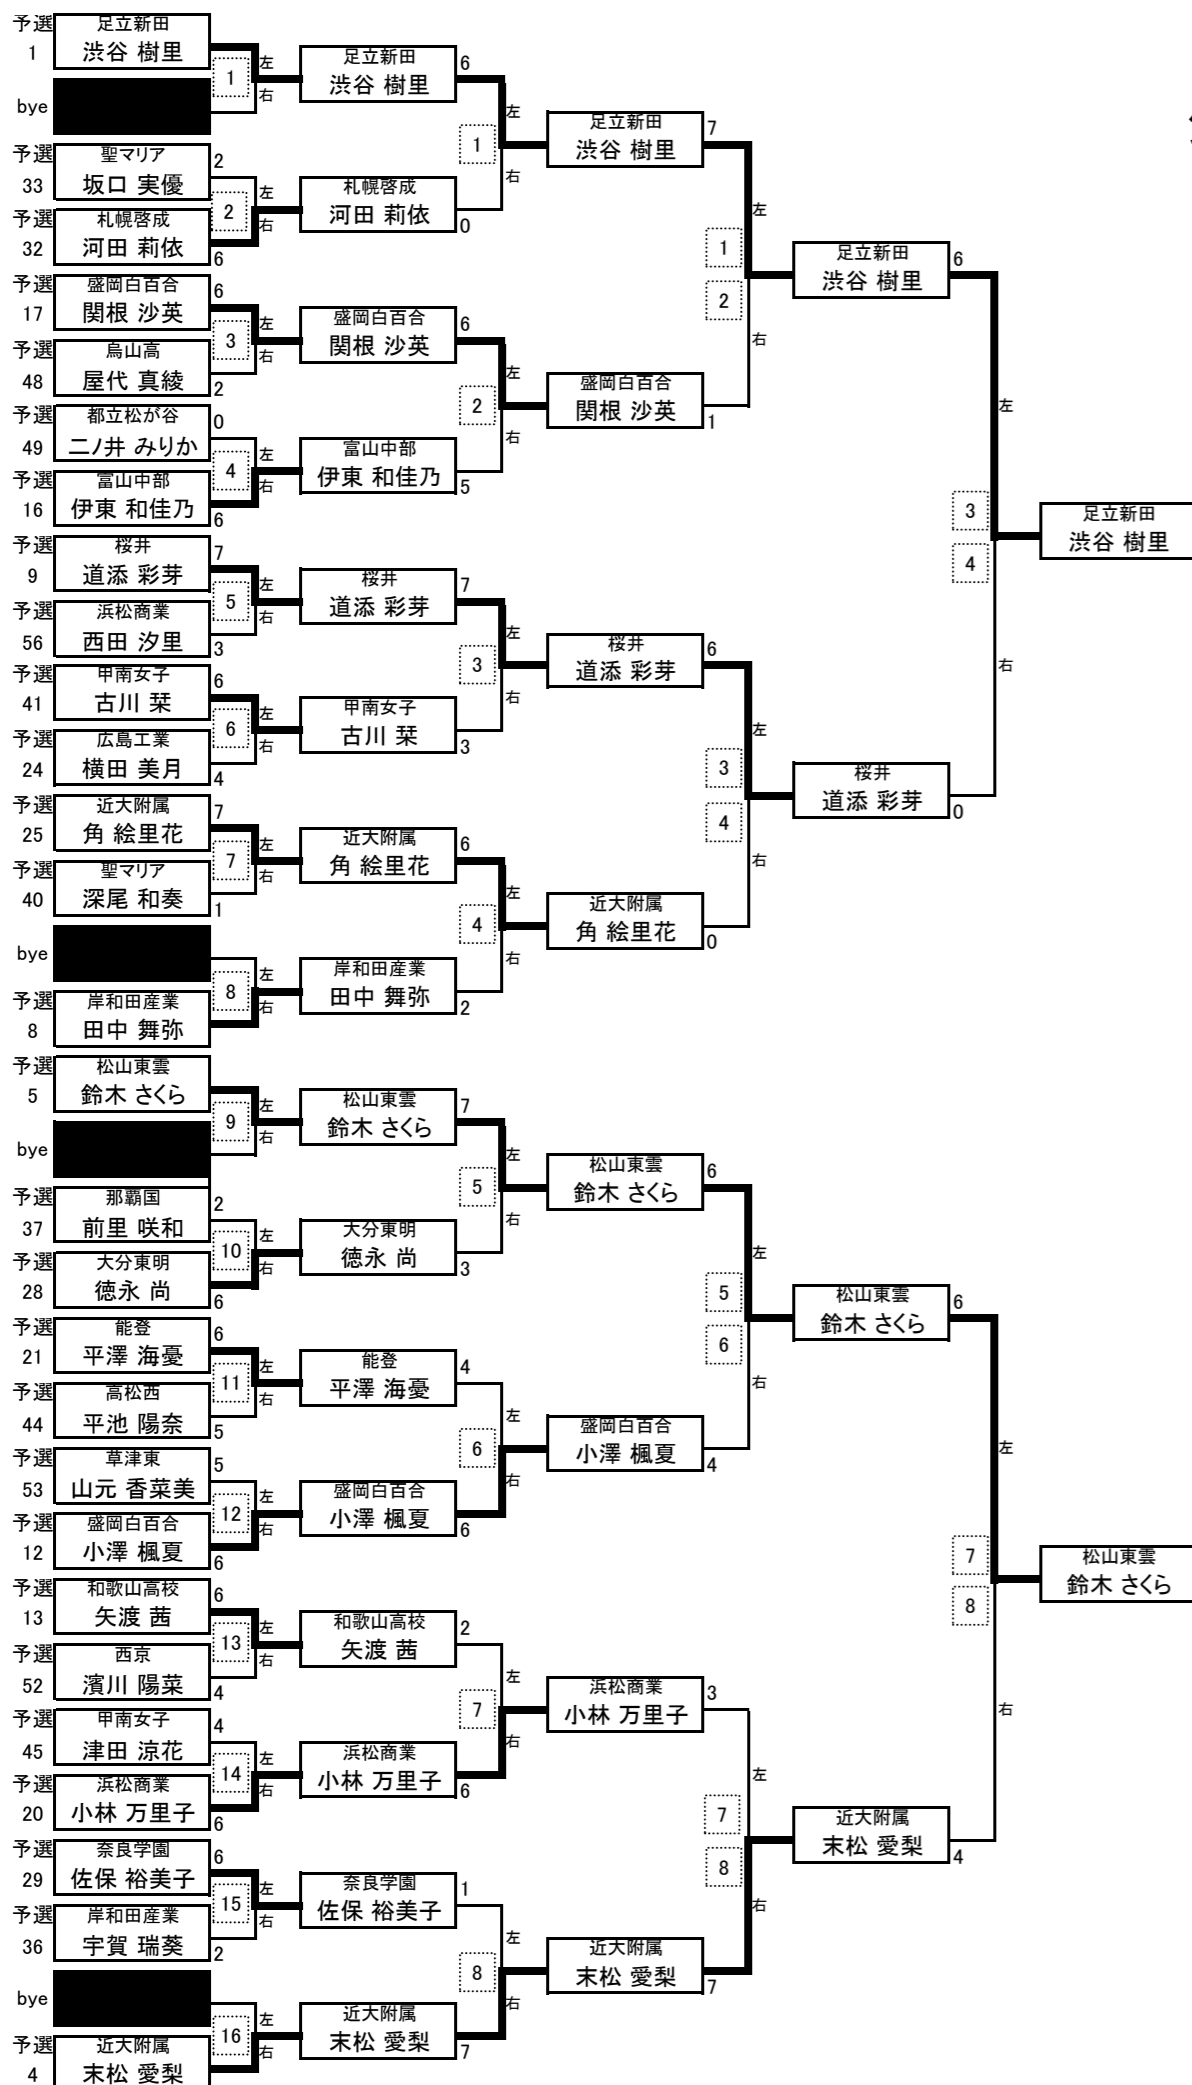 予選 足立新田
1 渋谷 樹里
1 左 右
bye
予選 聖マリア 2
33 坂口 実優
2 左 右
予選 札幌啓成
32 河田 莉依 6
予選 盛岡白百合 6
17 関根 沙英
3 左 右
予選 烏山高
48 屋代 真綾 2
予選 都立松が谷 0
49 二ノ井 みりか
4 左 右
予選 富山中部
16 伊東 和佳乃 6
予選 桜井 7
9 道添 彩芽
5 左 右
予選 浜松商業
56 西田 汐里 3
予選 甲南女子 6
41 古川 栞
6 左 右
予選 広島工業
24 横田 美月 4
予選 近大附属 7
25 角 絵里花
7 左 右
予選 聖マリア
40 深尾 和奏 1
bye
8 左 右
予選 岸和田産業
8 田中 舞弥
予選 松山東雲
5 鈴木 さくら
9 左 右
bye
予選 那覇国 2
37 前里 咲和
10 左 右
予選 大分東明
28 徳永 尚 6
予選 能登 6
21 平澤 海憂
11 左 右
予選 高松西
44 平池 陽奈 5
予選 草津東 5
53 山元 香菜美
12 左 右
予選 盛岡白百合
12 小澤 楓夏 6
予選 和歌山高校 6
13 矢渡 茜
13 左 右
予選 西京
52 濱川 陽菜 4
予選 甲南女子 4
45 津田 涼花
14 左 右
予選 浜松商業
20 小林 万里子 6
予選 奈良学園 6
29 佐保 裕美子
15 左 右
予選 岸和田産業
36 宇賀 瑞葵 2
bye
16 左 右
予選 近大附属
4 末松 愛梨
足立新田 6
渋谷 樹里
1 左 右
札幌啓成
河田 莉依 0
盛岡白百合 6
関根 沙英
2 左 右
富山中部
伊東 和佳乃 5
桜井 7
道添 彩芽
3 左 右
甲南女子
古川 栞 3
近大附属 6
角 絵里花
4 左 右
岸和田産業
田中 舞弥 2
松山東雲 7
鈴木 さくら
5 左 右
大分東明
徳永 尚 3
能登 4
平澤 海憂
6 左 右
盛岡白百合
小澤 楓夏 6
和歌山高校 2
矢渡 茜
7 左 右
浜松商業
小林 万里子 6
奈良学園 1
佐保 裕美子
8 左 右
近大附属
末松 愛梨 7
足立新田 7
渋谷 樹里
左
1
2
右
盛岡白百合
関根 沙英 1
桜井 6
道添 彩芽
左
3
4
右
近大附属
角 絵里花 0
松山東雲 6
鈴木 さくら
左
5
6
右
盛岡白百合
小澤 楓夏 4
浜松商業 3
小林 万里子
左
7
8
右
近大附属
末松 愛梨 7
足立新田 6
渋谷 樹里
左
3
4
右
桜井
道添 彩芽 0
松山東雲 6
鈴木 さくら
左
7
8
右
近大附属
末松 愛梨 4
足立新田
渋谷 樹里
松山東雲
鈴木 さくら